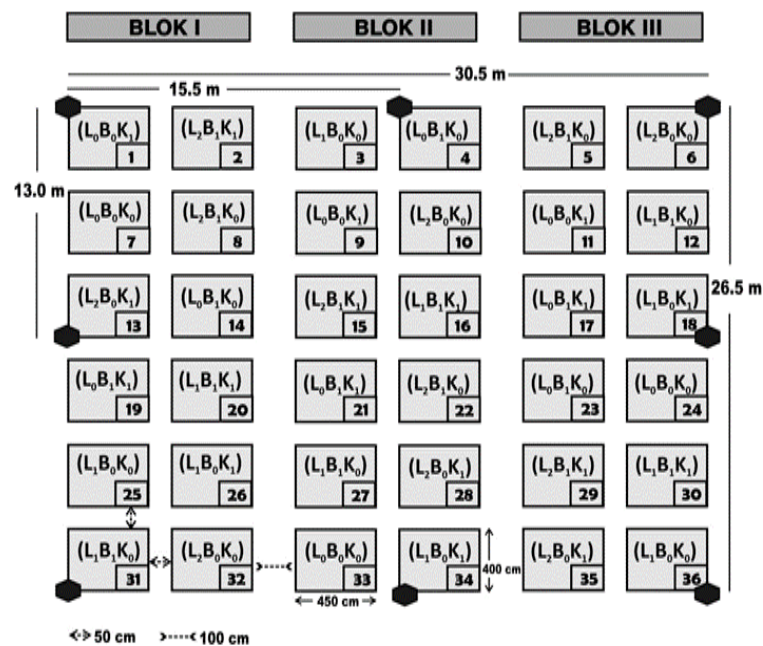 BLOK I BLOK II BLOK III
30.5 m
15.5 m
(L₀B₀K₁) (L₂B₁K₁) (L₁B₀K₀) (L₀B₁K₀) (L₂B₁K₀) (L₂B₀K₀)
1 2 3 4 5 6
13.0 m
(L₀B₀K₀) (L₂B₁K₀) (L₀B₀K₁) (L₂B₀K₀) (L₀B₀K₁) (L₁B₁K₀)
7 8 9 10 11 12
26.5 m
(L₂B₀K₁) (L₀B₁K₀) (L₂B₁K₁) (L₁B₁K₁) (L₀B₁K₁) (L₁B₀K₁)
13 14 15 16 17 18
(L₀B₁K₁) (L₁B₁K₁) (L₀B₁K₁) (L₂B₁K₀) (L₀B₁K₀) (L₀B₀K₀)
19 20 21 22 23 24
(L₁B₀K₀) (L₁B₀K₁) (L₁B₁K₀) (L₂B₀K₁) (L₂B₁K₁) (L₁B₁K₁)
25 26 27 28 29 30
(L₁B₁K₀) (L₂B₀K₀) (L₀B₀K₀) (L₁B₀K₁) (L₂B₀K₁) (L₁B₀K₀)
31 32 33 34 35 36
400 cm
450 cm
50 cm 100 cm